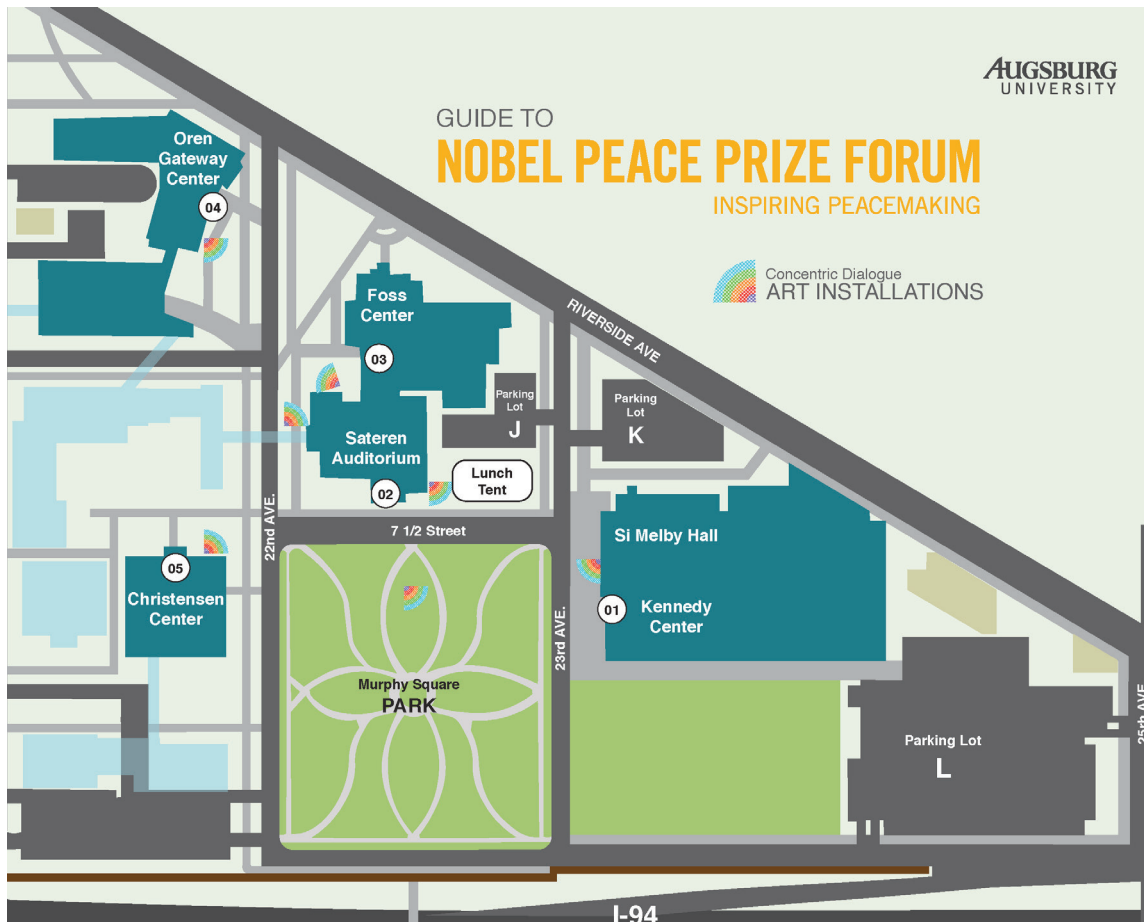 AUGSBURG
UNIVERSITY
GUIDE TO
NOBEL PEACE PRIZE FORUM
INSPIRING PEACEMAKING
Concentric Dialogue
ART INSTALLATIONS
Oren
Gateway
Center
04
Foss
Center
03
RIVERSIDE AVE
Parking
Lot
J
Parking
Lot
K
Sateren
Auditorium
02
Lunch
Tent
22nd AVE.
7 1/2 Street
Si Melby Hall
05
Christensen
Center
01
Kennedy
Center
23rd AVE.
Murphy Square
PARK
Parking Lot
L
25th AVE
I-94